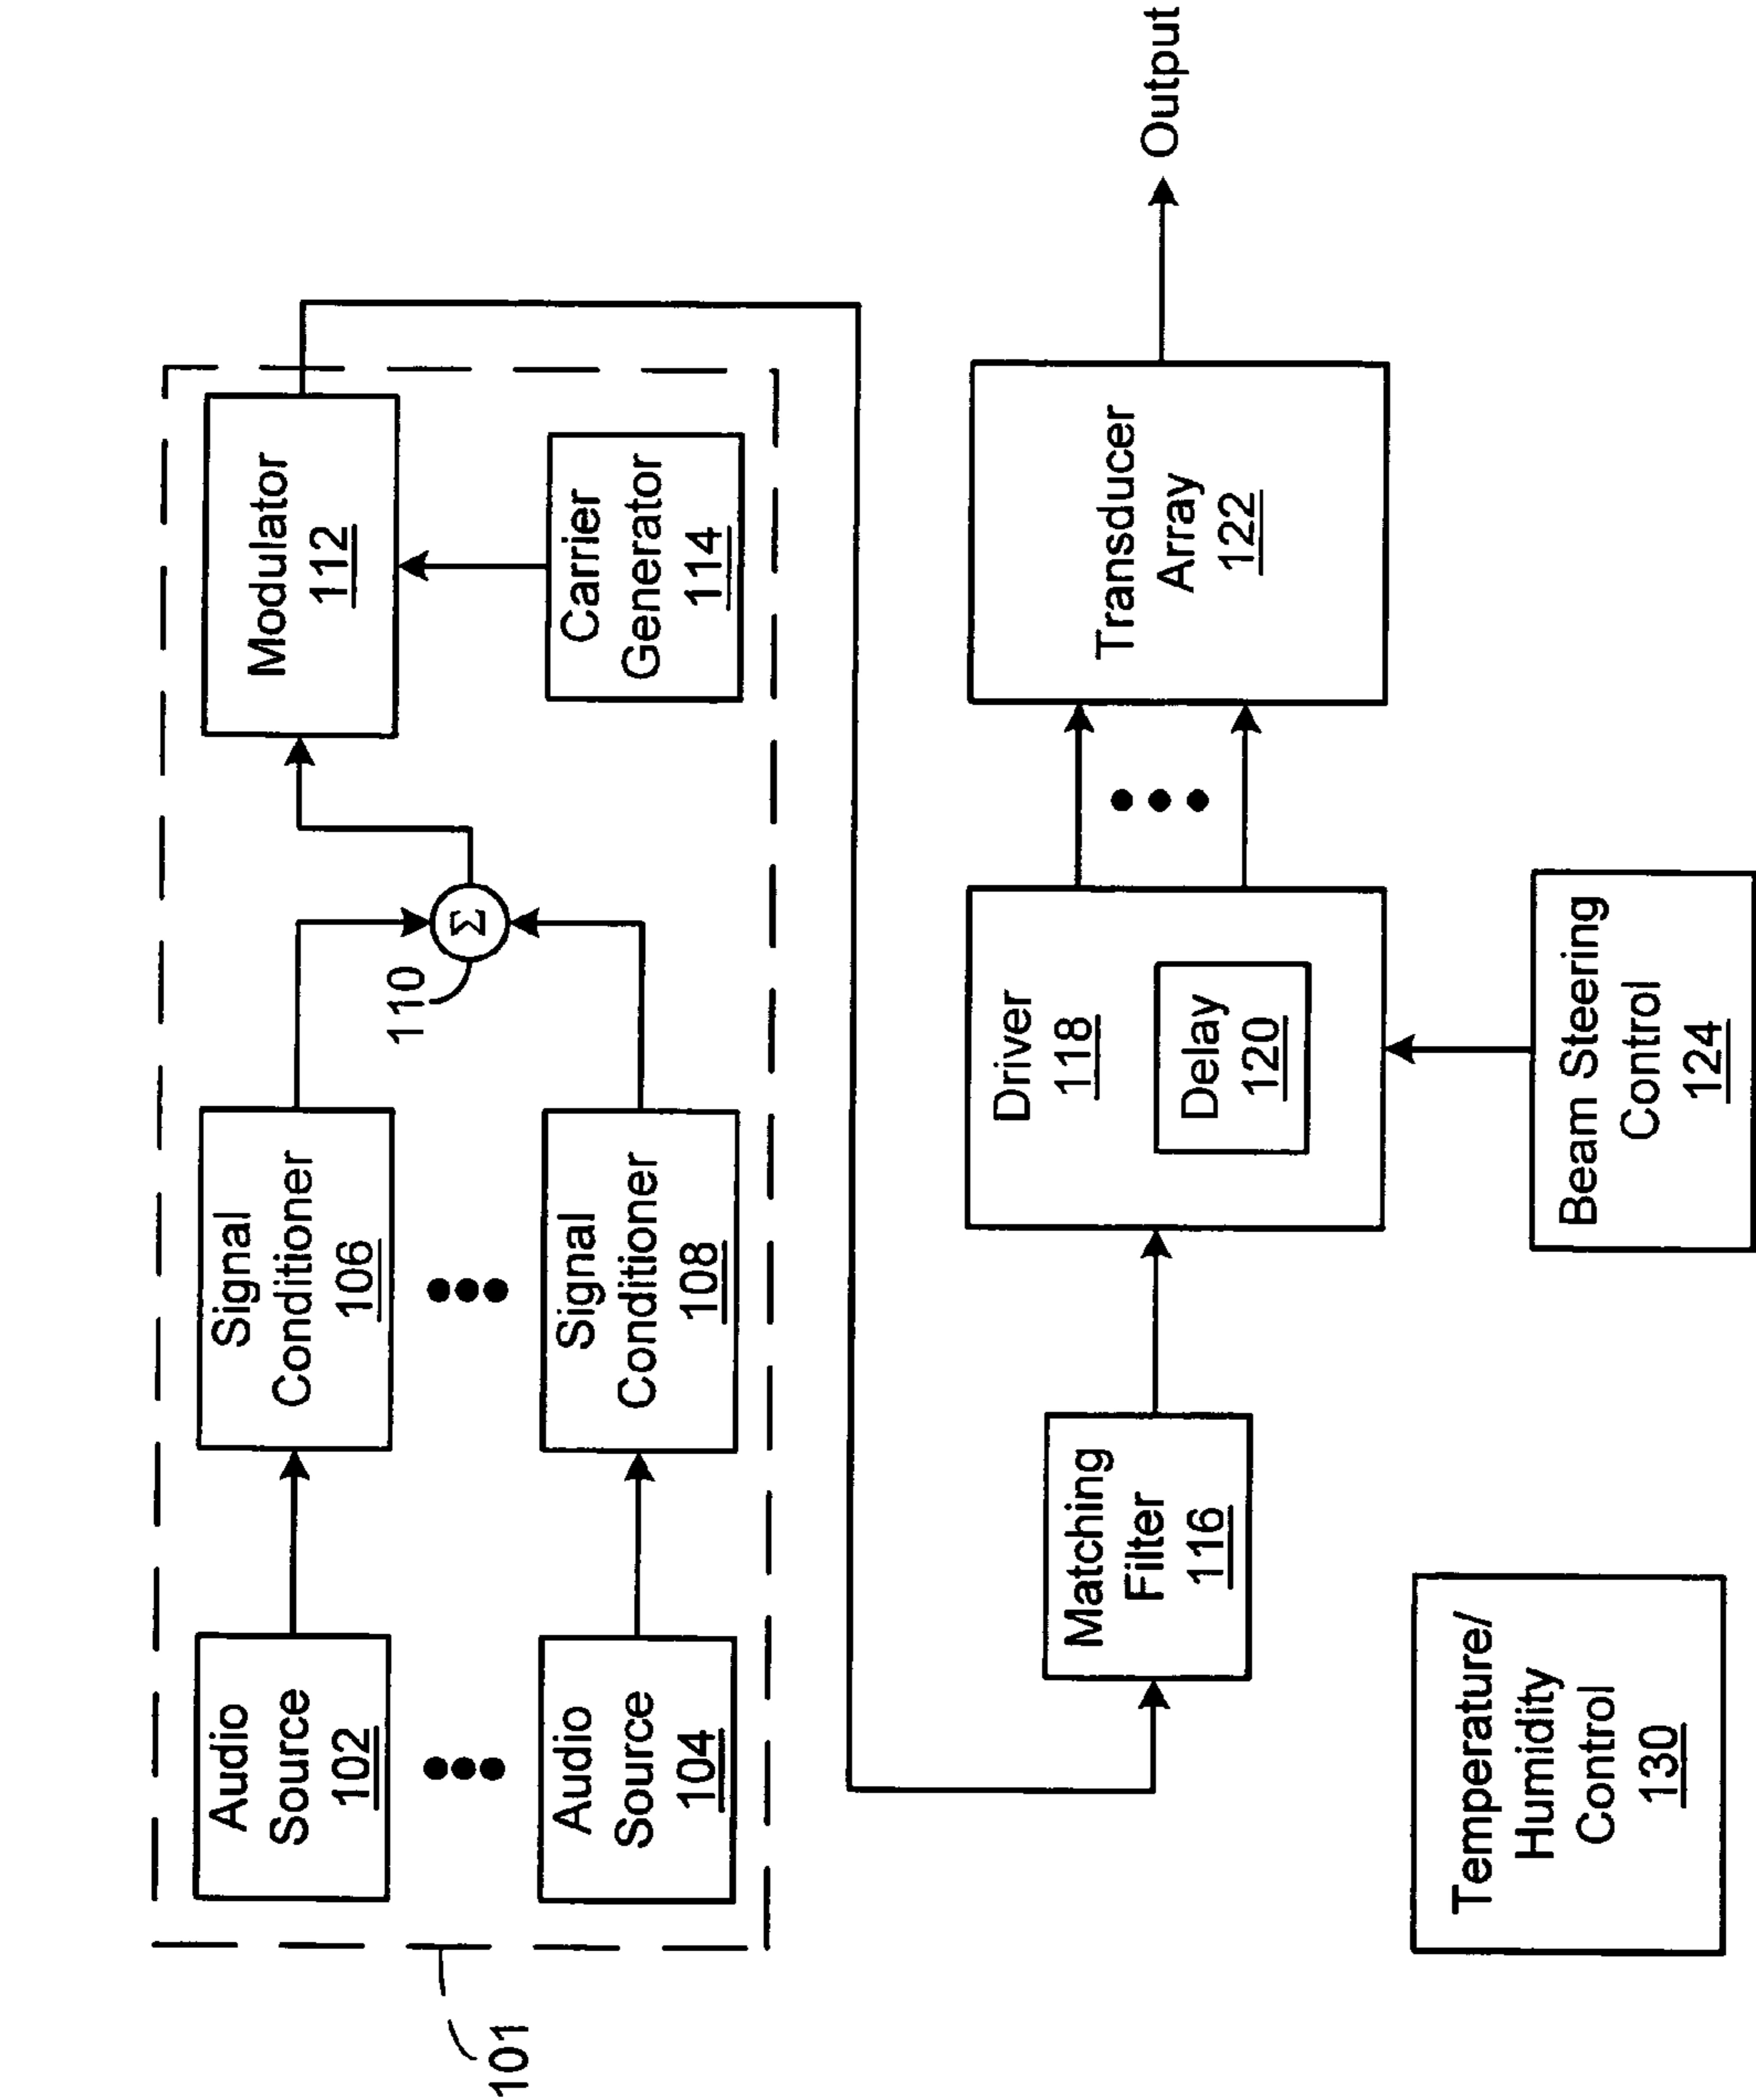 Audio
Source
102
Signal
Conditioner
106
Modulator
112
110
Σ
Audio
Source
104
Signal
Conditioner
108
Carrier
Generator
114
101
Matching
Filter
116
Driver
118
Delay
120
Transducer
Array
122
Output
Temperature/
Humidity
Control
130
Beam Steering
Control
124